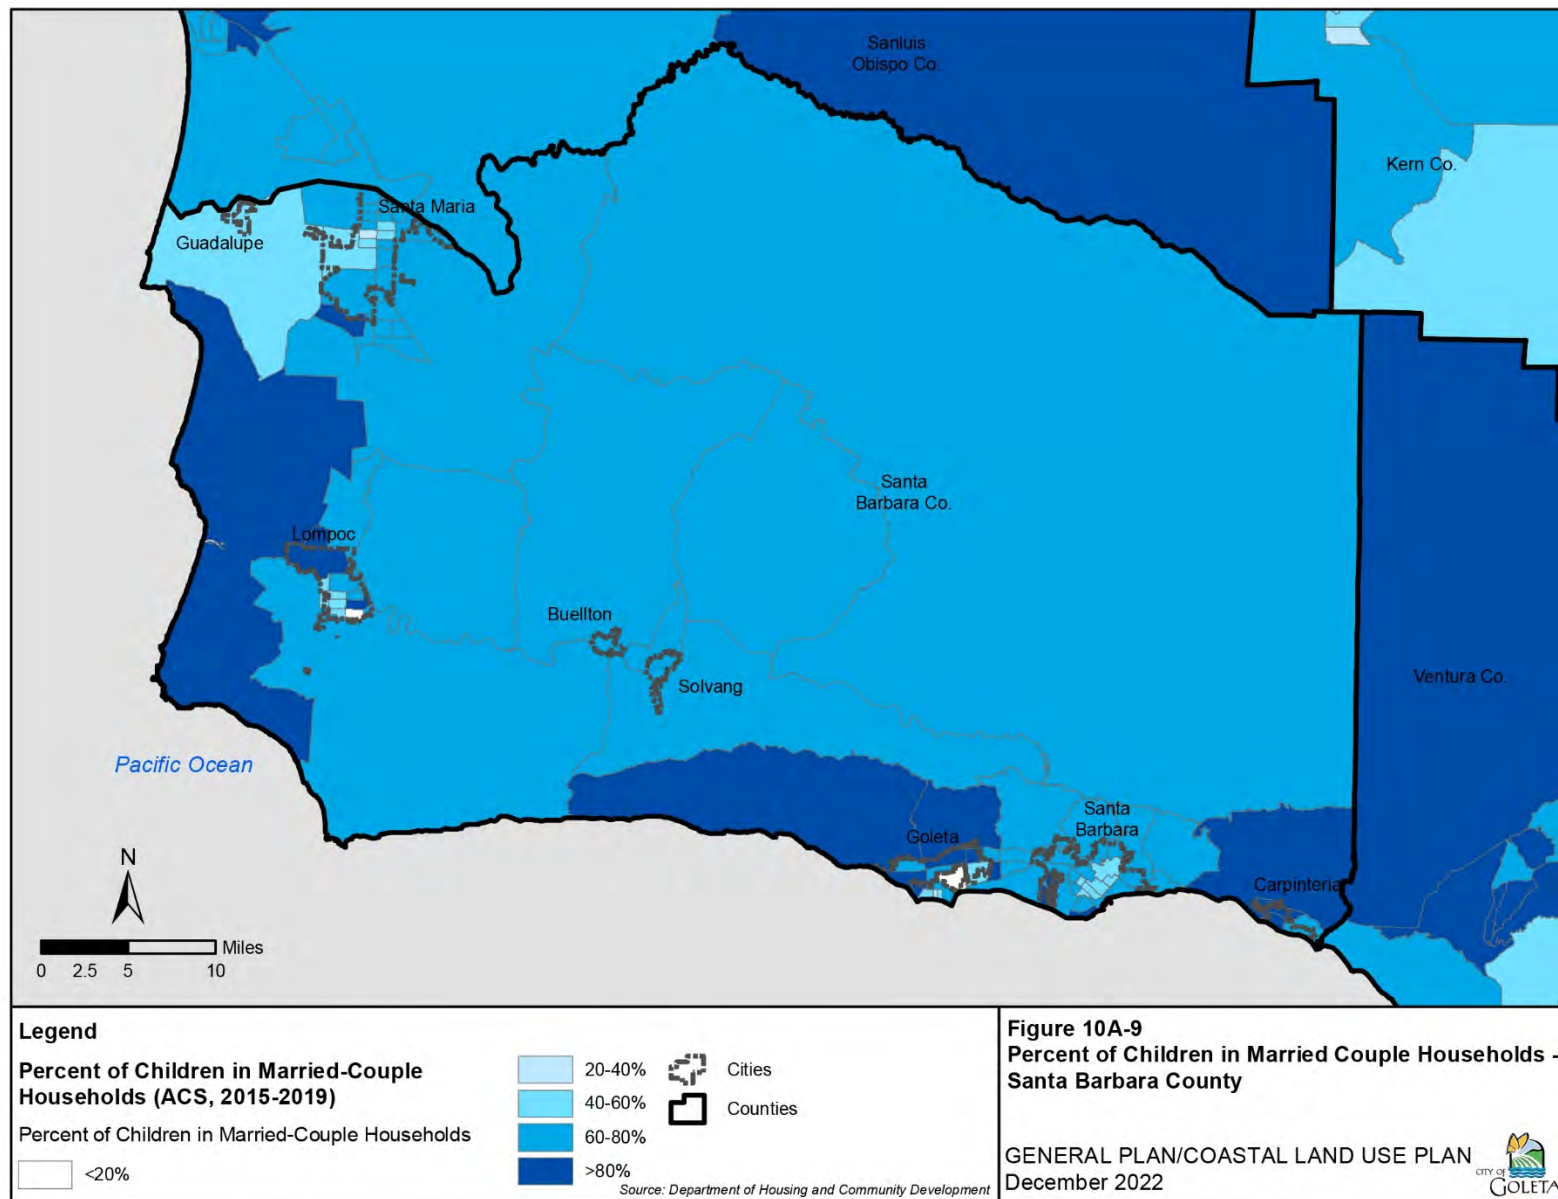 Sanluis
Obispo Co.
Kern Co.
Santa Maria
Guadalupe
Santa
Barbara Co.
Lompoc
Buellton
Solvang
Ventura Co.
Pacific Ocean
Santa
Barbara
Goleta
Carpinteria
N
Miles
0 2.5 5 10
Legend
Percent of Children in Married-Couple
Households (ACS, 2015-2019)
Percent of Children in Married-Couple Households
<20%
20-40%
40-60%
60-80%
>80%
Cities
Counties
Source: Department of Housing and Community Development
Figure 10A-9
Percent of Children in Married Couple Households -
Santa Barbara County
GENERAL PLAN/COASTAL LAND USE PLAN
December 2022
CITY OF
GOLETA